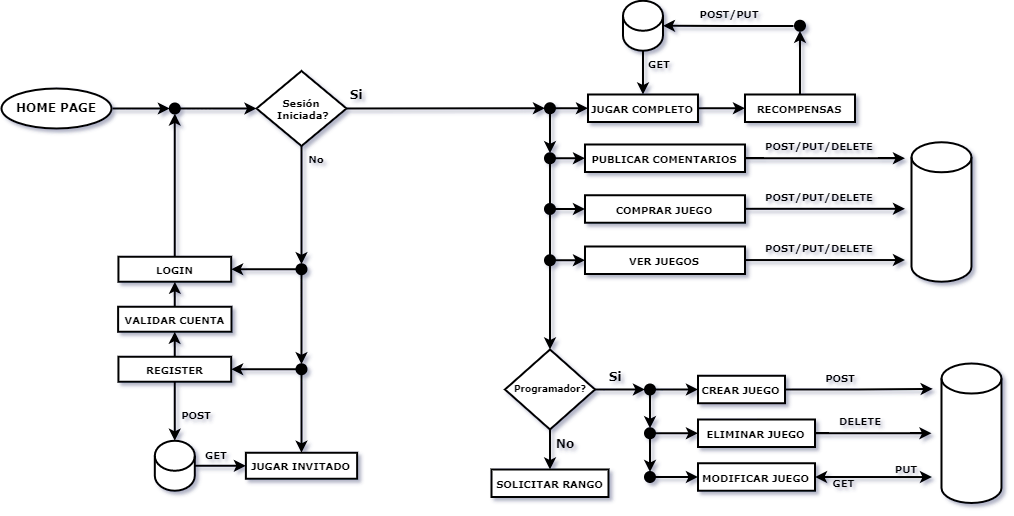 POST/PUT
GET
HOME PAGE
Sesión
Iniciada?
Si
JUGAR COMPLETO
RECOMPENSAS
No
PUBLICAR COMENTARIOS
POST/PUT/DELETE
COMPRAR JUEGO
POST/PUT/DELETE
VER JUEGOS
POST/PUT/DELETE
LOGIN
VALIDAR CUENTA
REGISTER
POST
GET
JUGAR INVITADO
Programador?
Si
No
SOLICITAR RANGO
CREAR JUEGO
POST
ELIMINAR JUEGO
DELETE
MODIFICAR JUEGO
PUT
GET